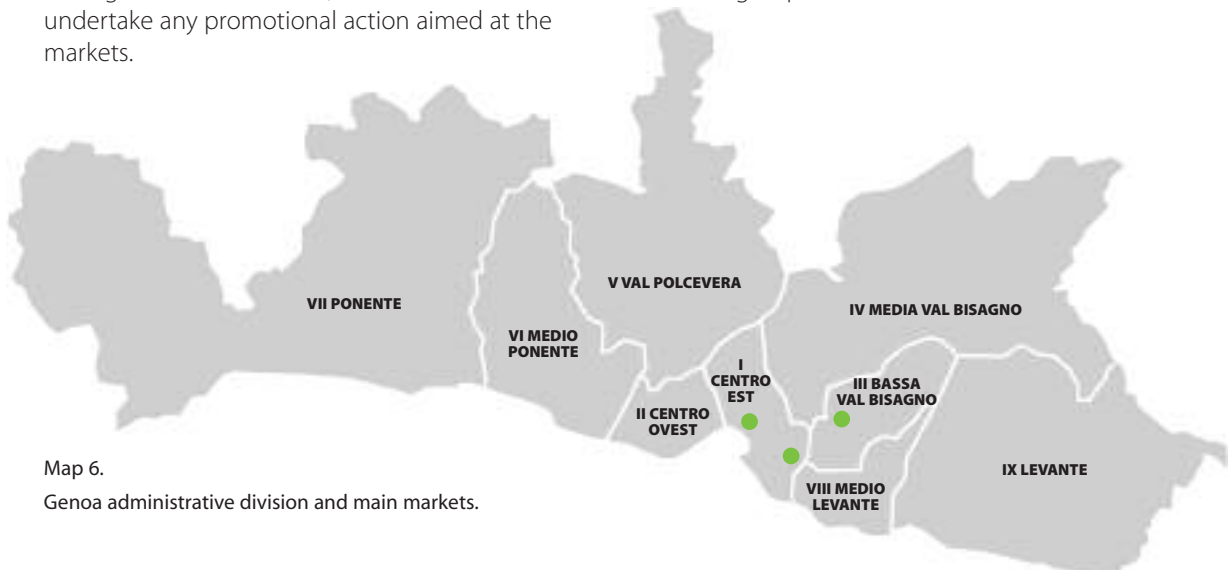 undertake any promotional action aimed at the
markets.
V VAL POLCEVERA
VII PONENTE
IV MEDIA VAL BISAGNO
VI MEDIO
PONENTE
I
CENTRO
EST
III BASSA
VAL BISAGNO
II CENTRO
OVEST
IX LEVANTE
VIII MEDIO
LEVANTE
Map 6.
Genoa administrative division and main markets.